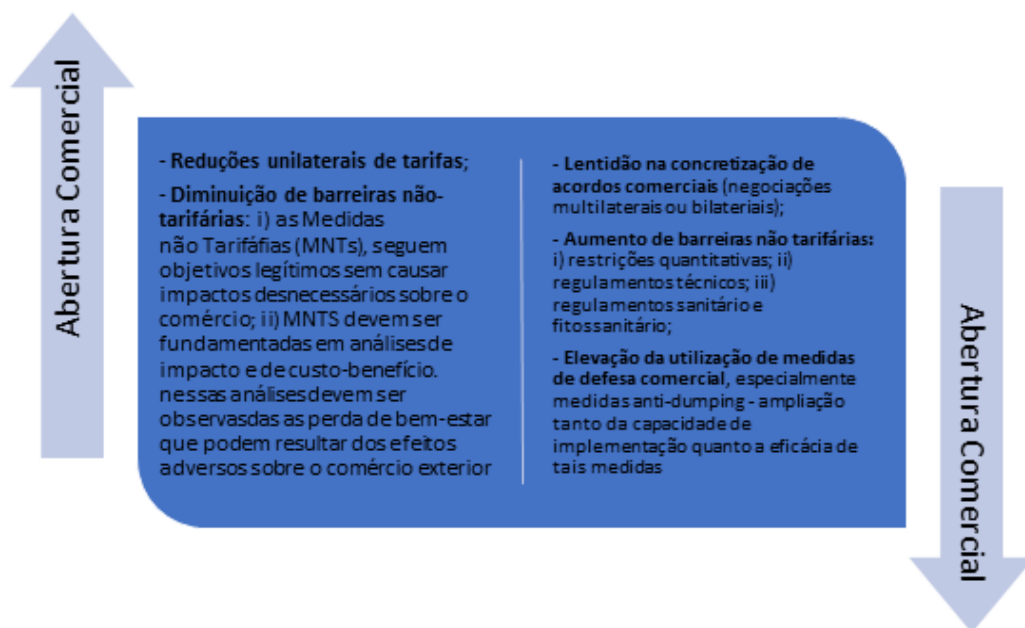 Abertura Comercial
- Reduções unilaterais de tarifas;
- Diminuição de barreiras não-
tarifárias: i) as Medidas
não Tarifáfias (MNTs), seguem
objetivos legítimos sem causar
impactos desnecessários sobre o
comércio; ii) MNTS devem ser
fundamentadas em análises de
impacto e de custo-benefício.
nessas análises devem ser
observasdas as perda de bem-estar
que podem resultar dos efeitos
adversos sobre o comércio exterior
- Lentidão na concretização de
acordos comerciais (negociações
multilaterais ou bilateriais);
- Aumento de barreiras não tarifárias:
i) restrições quantitativas; ii)
regulamentos técnicos; iii)
regulamentos sanitário e
fitossanitário;
- Elevação da utilização de medidas
de defesa comercial, especialmente
medidas anti-dumping - ampliação
tanto da capacidade de
implementação quanto a eficácia de
tais medidas
Abertura Comercial